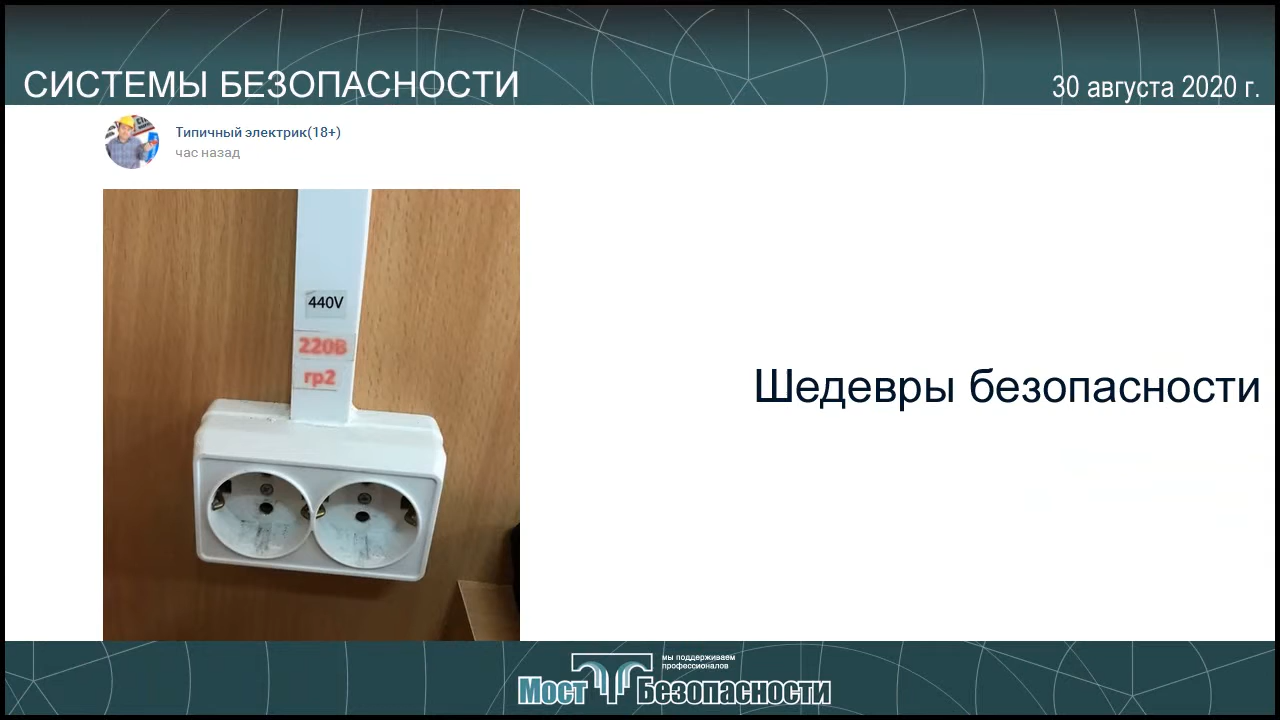 СИСТЕМЫ БЕЗОПАСНОСТИ
30 августа 2020 г.
Типичный электрик(18+)
час назад
440V
220В
гр2
Шедевры безопасности
мы поддерживаем
профессионалов
Мост Безопасности